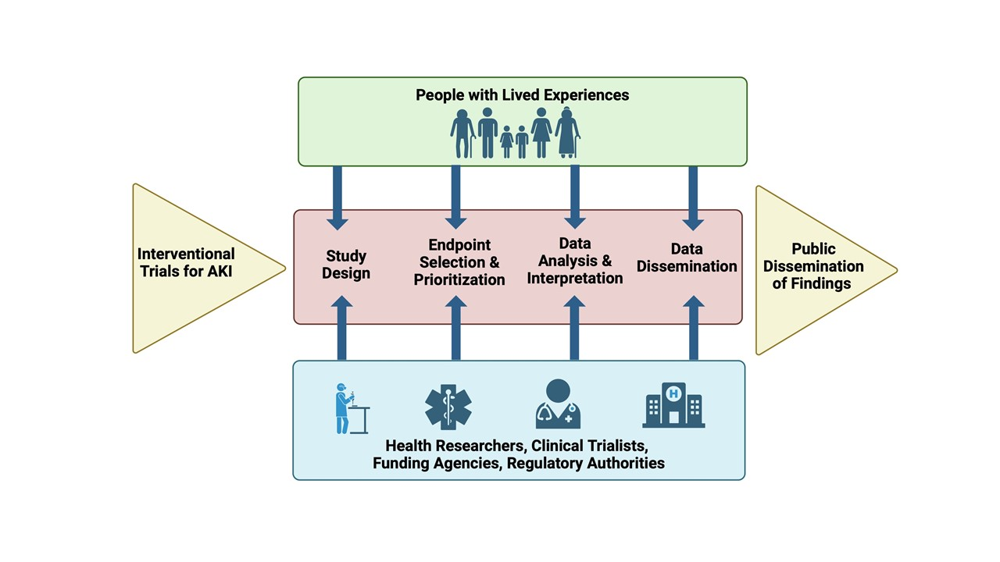 People with Lived Experiences
Interventional
Trials for AKI
Study
Design
Endpoint
Selection &
Prioritization
Data
Analysis &
Interpretation
Data
Dissemination
Public
Dissemination
of Findings
H
Health Researchers, Clinical Trialists,
Funding Agencies, Regulatory Authorities